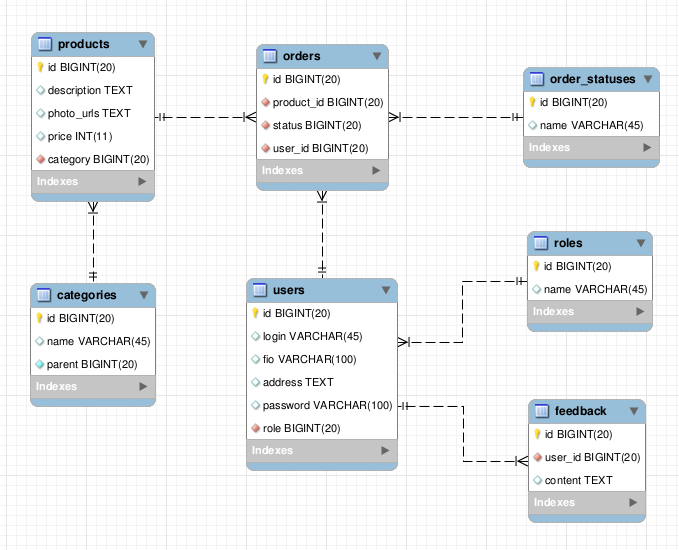 products
id BIGINT(20)
description TEXT
photo_urls TEXT
price INT(11)
category BIGINT(20)
Indexes
orders
id BIGINT(20)
product_id BIGINT(20)
status BIGINT(20)
user_id BIGINT(20)
Indexes
order_statuses
id BIGINT(20)
name VARCHAR(45)
Indexes
categories
id BIGINT(20)
name VARCHAR(45)
parent BIGINT(20)
Indexes
users
id BIGINT(20)
login VARCHAR(45)
fio VARCHAR(100)
address TEXT
password VARCHAR(100)
role BIGINT(20)
Indexes
roles
id BIGINT(20)
name VARCHAR(45)
Indexes
feedback
id BIGINT(20)
user_id BIGINT(20)
content TEXT
Indexes